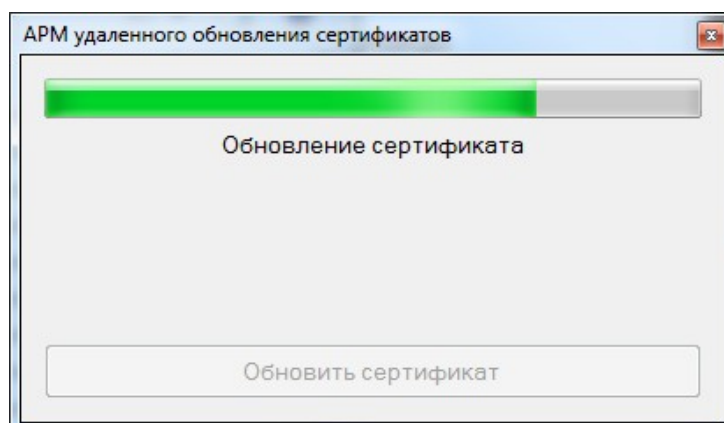 АРМ удаленного обновления сертификатов
Обновление сертификата
Обновить сертификат